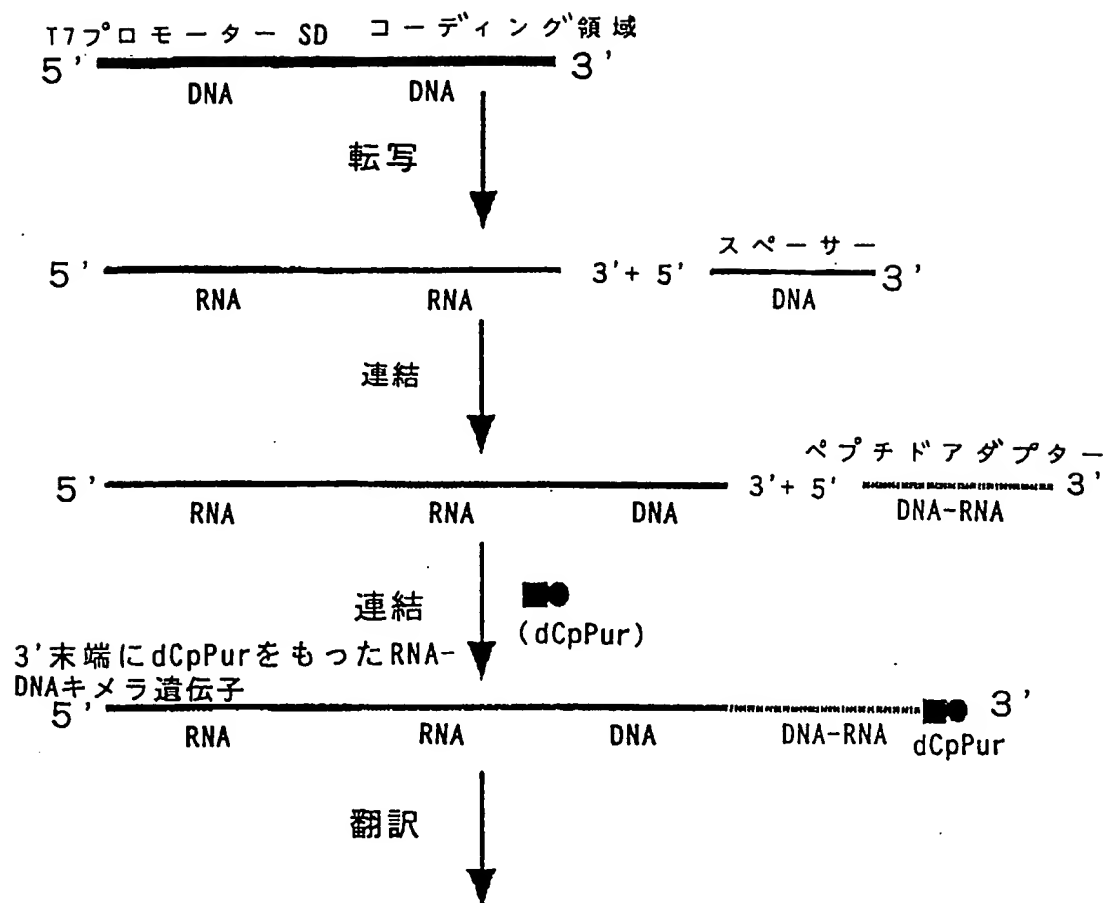 T7プロモーター SD コーディング領域
5' 3'
DNA DNA
転写
スペーサー
5' 3'+ 5' 3'
RNA RNA DNA
連結
ペプチドアダプター
5' 3'+ 5' 3'
RNA RNA DNA DNA-RNA
連結
(dCpPur)
3'末端にdCpPurをもったRNA-
DNAキメラ遺伝子
5' 3'
RNA RNA DNA DNA-RNA dCpPur
翻訳